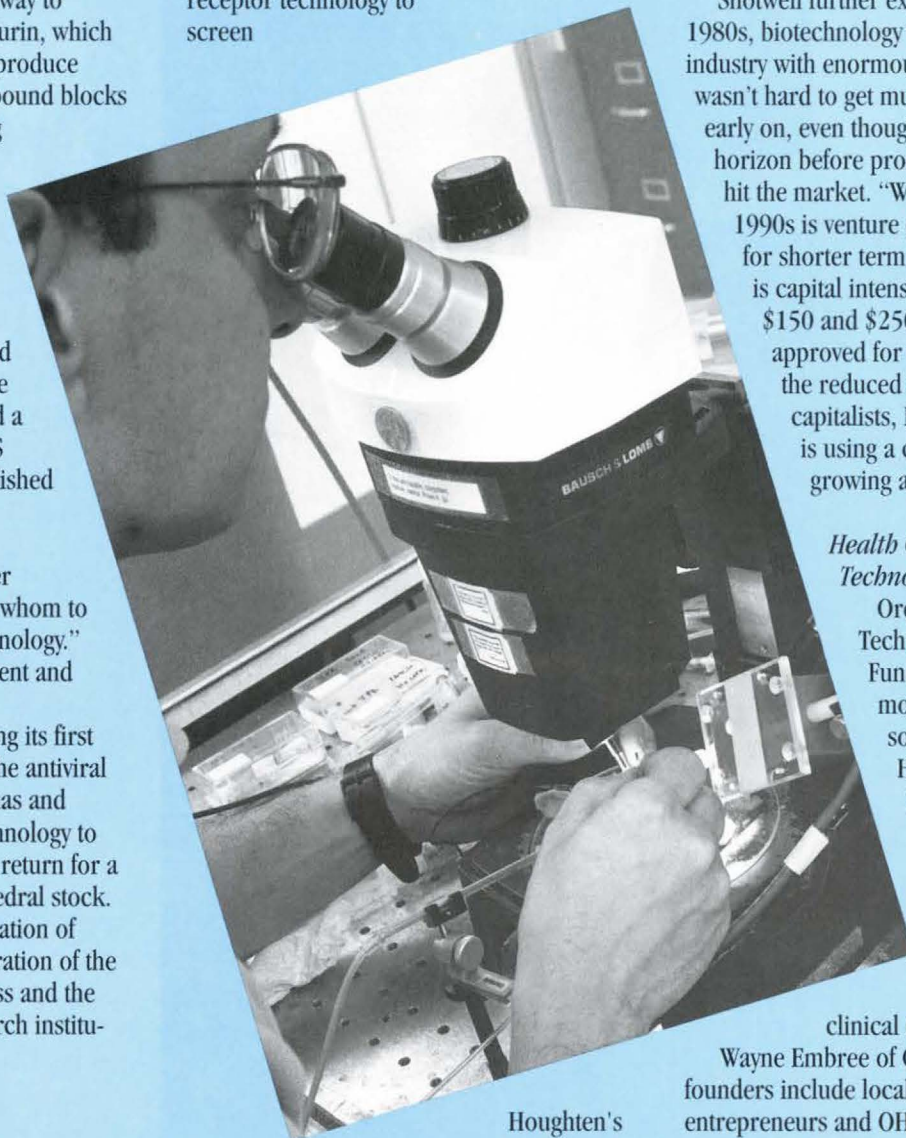 way to
urin, which
produce
ound blocks
d
e
d a
S
ished
er
whom to
nology.”
ent and
ng its first
ne antiviral
as and
hnology to
return for a
edral stock.
ation of
ration of the
ss and the
rch institu-
receptor technology to
screen
BAUSCH & LOMB
Houghten's
Shotwell further ex
1980s, biotechnology
industry with enormou
wasn't hard to get mu
early on, even thoug
horizon before pro
hit the market. “W
1990s is venture
for shorter term
is capital intens
$150 and $250
approved for
the reduced
capitalists,
is using a
growing a
Health
Techno
Ore
Tech
Fun
mo
so
H
clinical
Wayne Embree of
founders include local
entrepreneurs and OH